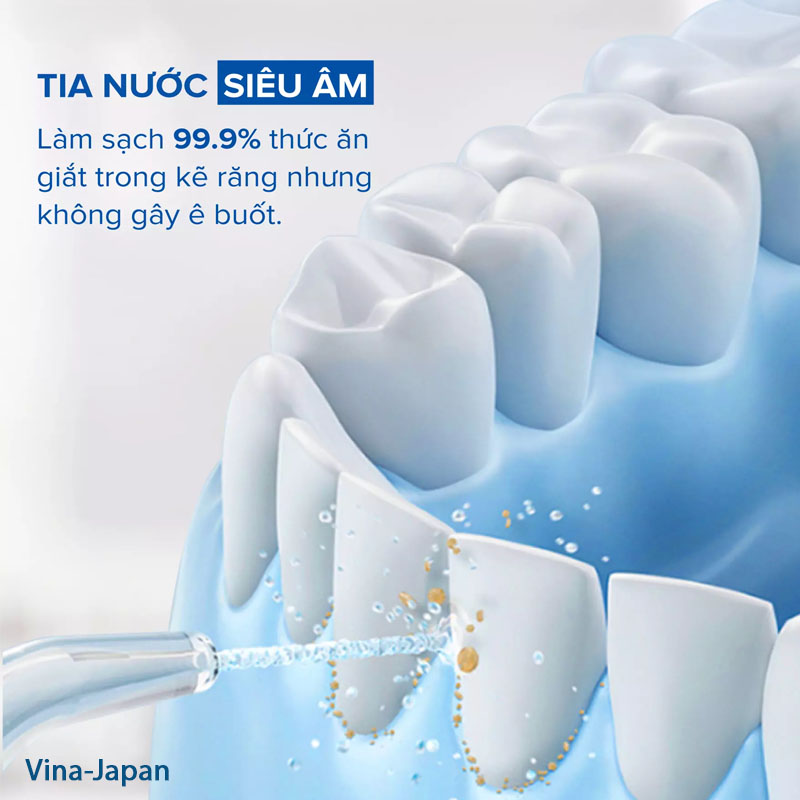 TIA NƯỚC SIÊU ÂM
Làm sạch 99.9% thức ăn
giắt trong kẽ răng nhưng
không gây ê buốt.
Vina-Japan